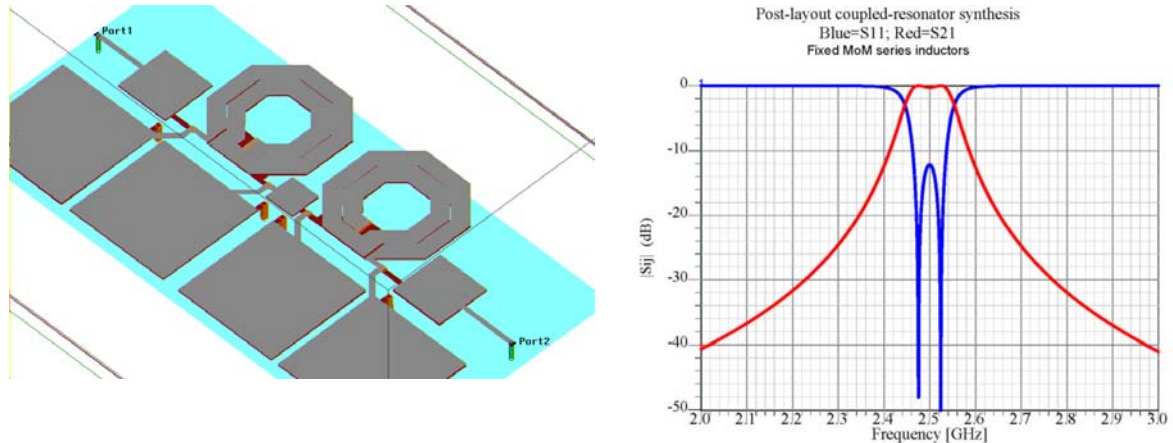 Port1
Port2
Post-layout coupled-resonator synthesis
Blue=S11; Red=S21
Fixed MoM series inductors
|Sij| (dB)
0
-10
-20
-30
-40
-50
1
2.0 2.1 2.2 2.3 2.4 2.5 2.6 2.7 2.8 2.9 3.0
Frequency [GHz]